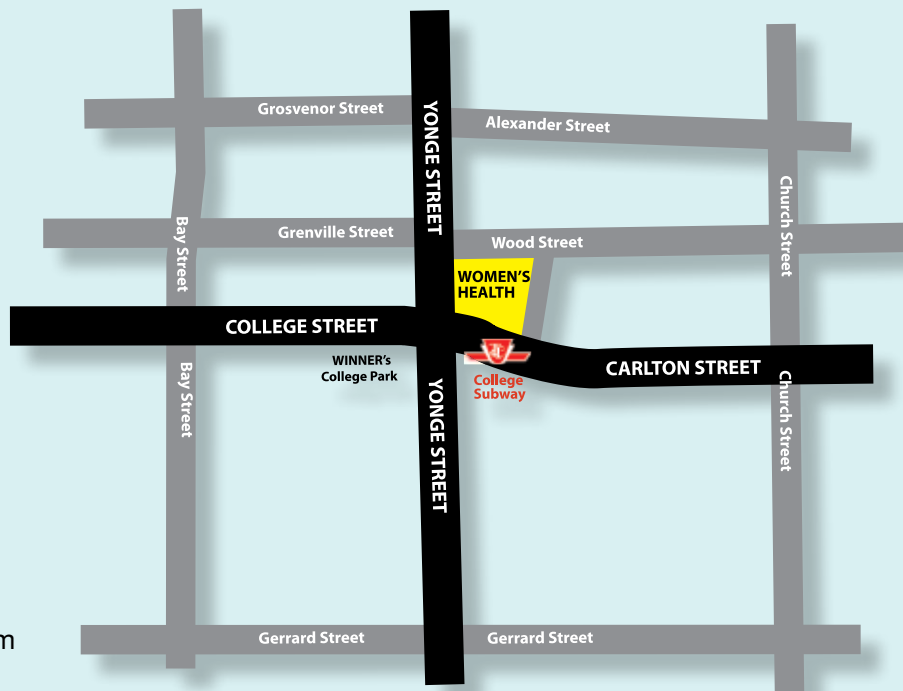 Grosvenor Street
YONGE STREET
Alexander Street
Church Street
Bay Street
Grenville Street
Wood Street
WOMEN'S
HEALTH
COLLEGE STREET
WINNER's
College Park
College
Subway
CARLTON STREET
Bay Street
YONGE STREET
Church Street
m
Gerrard Street
Gerrard Street